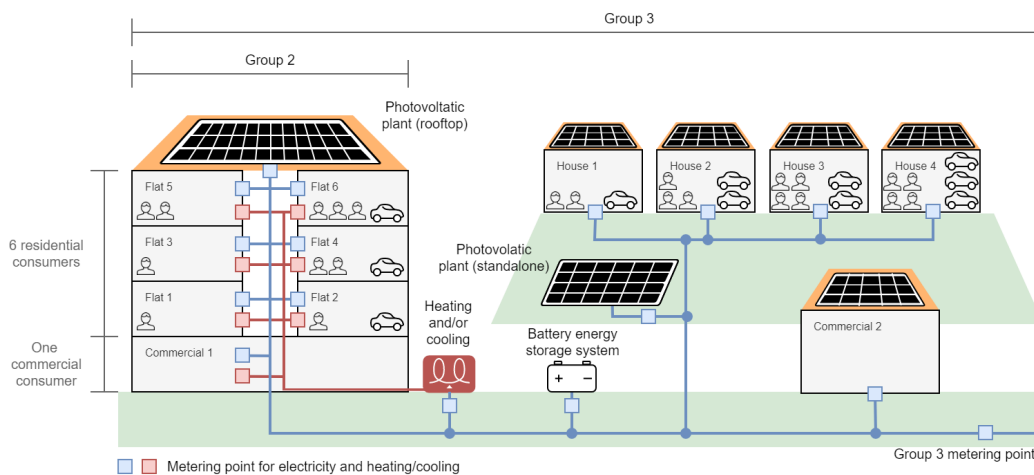 Group 3
Group 2
Photovoltatic
plant (rooftop)
House 1
House 2
House 3
House 4
Flat 5
Flat 6
6 residential
consumers
Flat 3
Flat 4
Photovolatic
plant (standalone)
Flat 1
Flat 2
Heating
and/or
cooling
Battery energy
storage system
Commercial 2
One
commercial
consumer
Commercial 1
Group 3 metering point
Metering point for electricity and heating/cooling